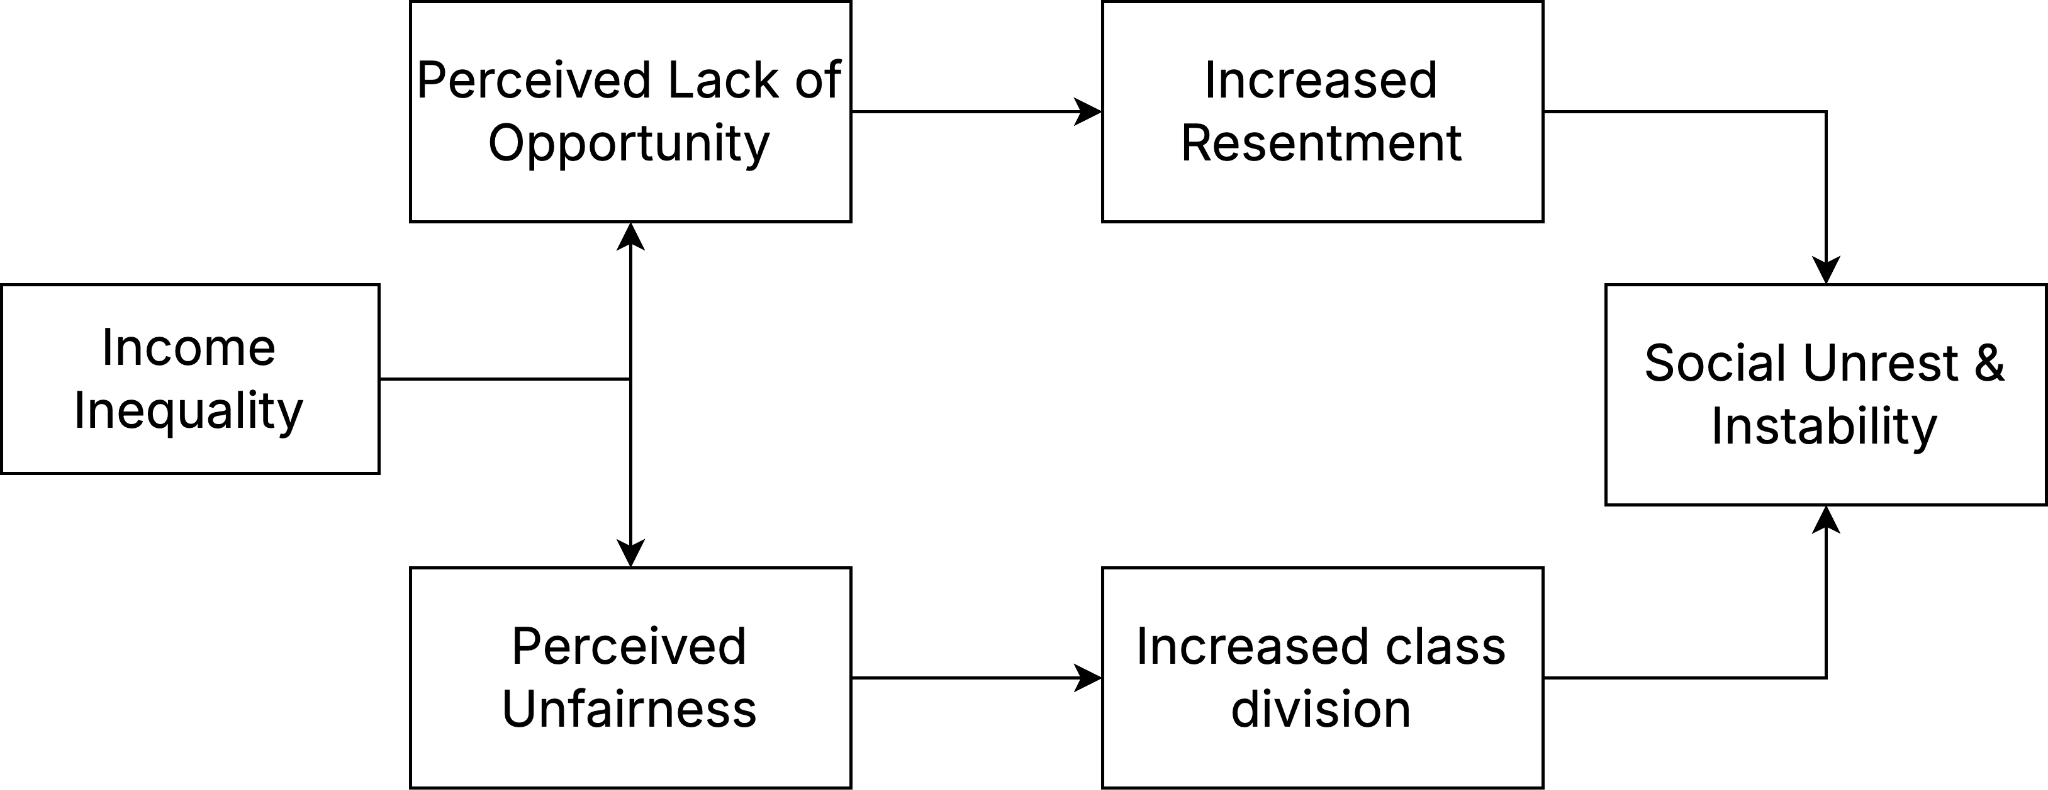 Perceived Lack of
Opportunity
Increased
Resentment
Income
Inequality
Social Unrest &
Instability
Perceived
Unfairness
Increased class
division